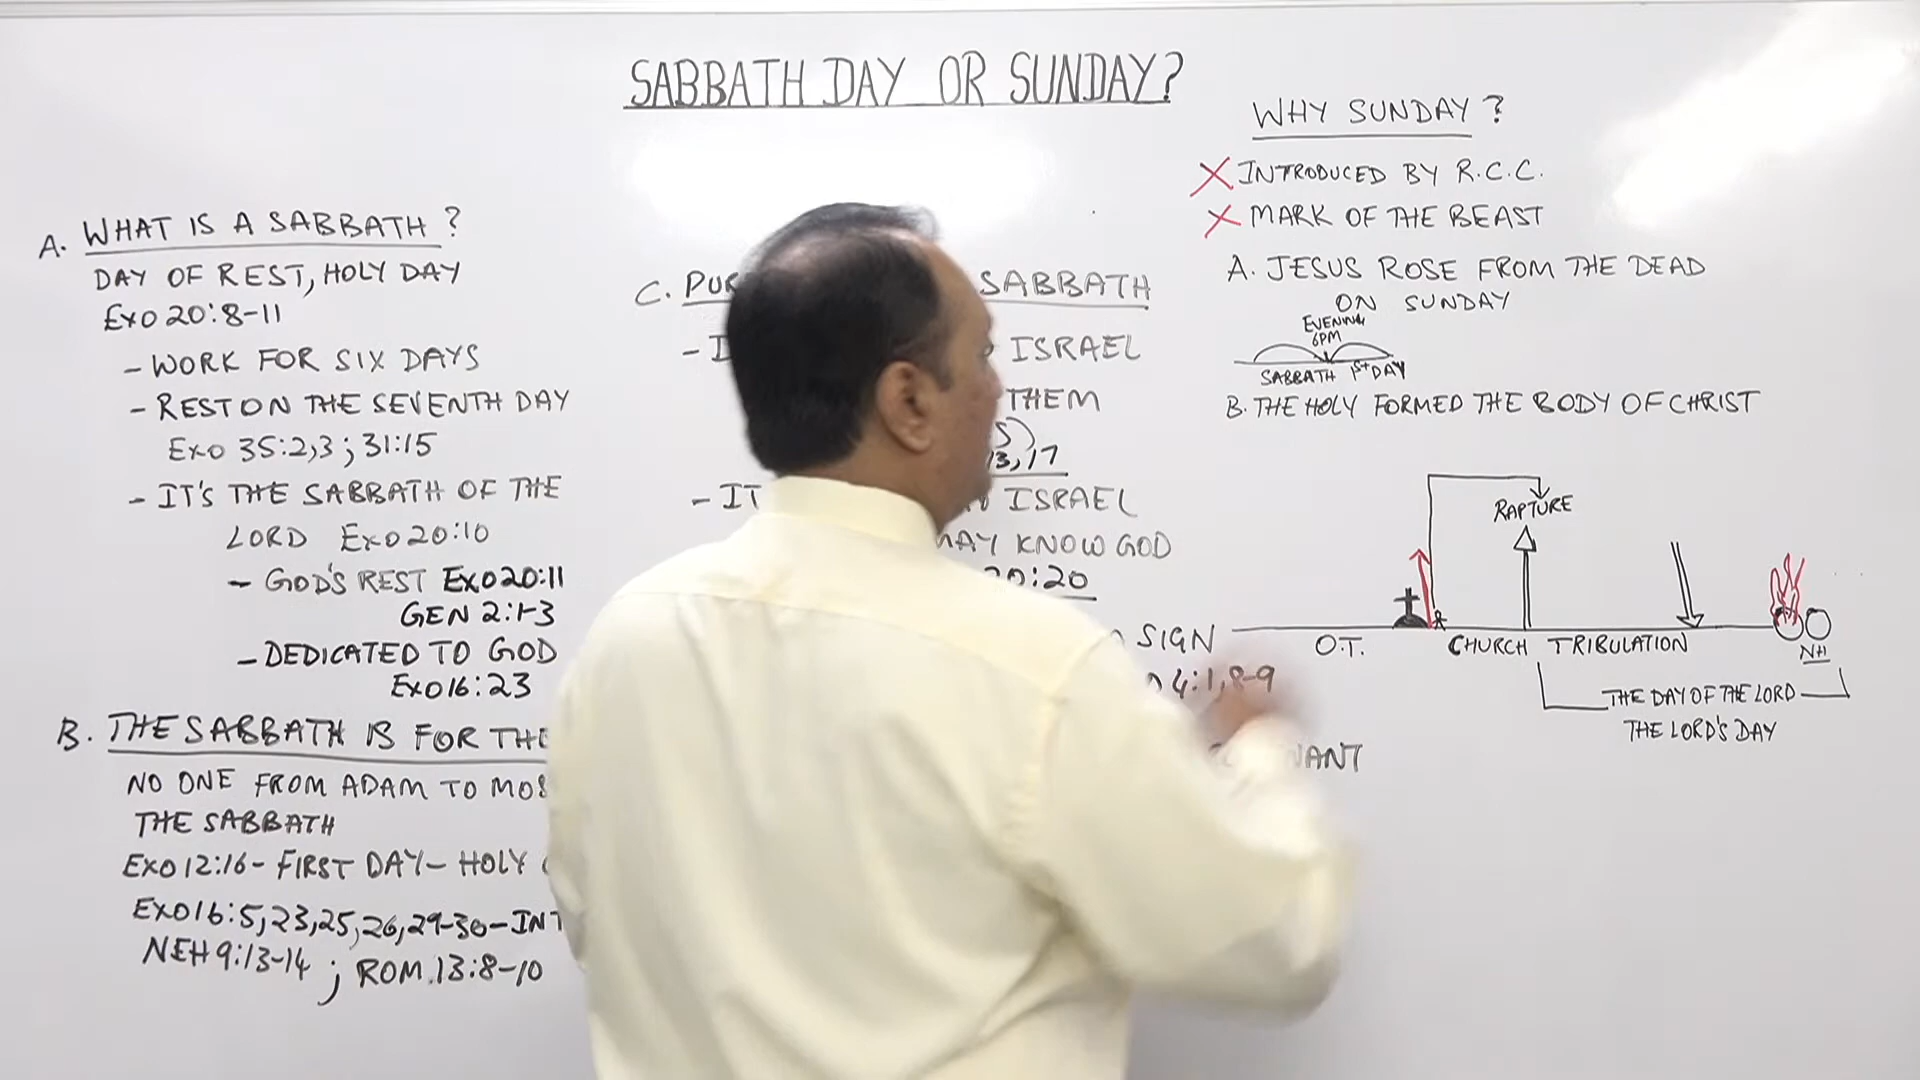 SABBATH DAY OR SUNDAY?
A. WHAT IS A SABBATH?
DAY OF REST, HOLY DAY
EXO 20:8-11
- WORK FOR SIX DAYS
- REST ON THE SEVENTH DAY
EXO 35:2,3; 31:15
- IT'S THE SABBATH OF THE
LORD EXO 20:10
- GOD'S REST EXO 20:11
GEN 2:1-3
- DEDICATED TO GOD
EXO 16:23
B. THE SABBATH IS FOR
NO ONE FROM ADAM TO
THE SABBATH
EXO 12:16 - FIRST DAY - HOLY
EXO 16:5,23,25,26,29-30 -
NEH 9:13-14; ROM. 13:8-10
C. SABBATH
- ISRAEL
THEM
17
- IT ISRAEL
KNOW GOD
20:20
SIGN
4:1,8-9
WHY SUNDAY?
X INTRODUCED BY R.C.C.
X MARK OF THE BEAST
A. JESUS ROSE FROM THE DEAD
ON SUNDAY
EVENING
6PM
SABBATH 1ST DAY
B. THE HOLY FORMED THE BODY OF CHRIST
RAPTURE
O.T. CHURCH TRIBULATION NH
THE DAY OF THE LORD
THE LORD'S DAY